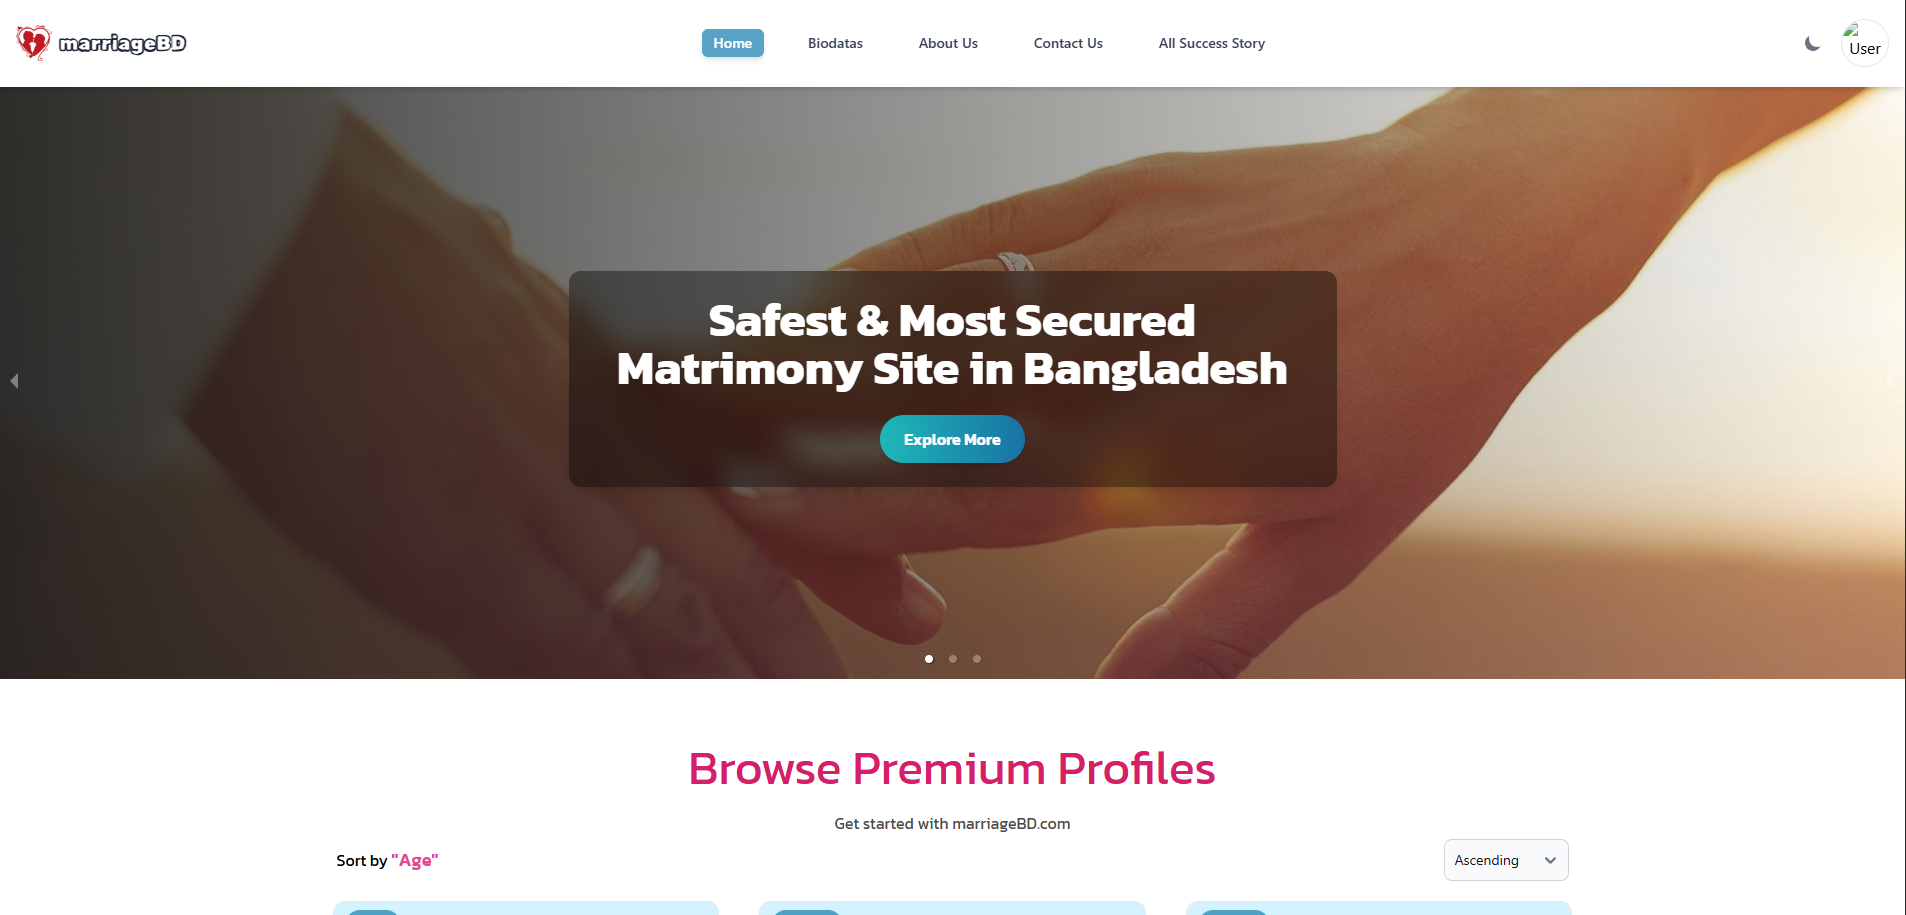 marriageBD
Home
Biodatas
About Us
Contact Us
All Success Story
User
Safest & Most Secured
Matrimony Site in Bangladesh
Explore More
Browse Premium Profiles
Get started with marriageBD.com
Sort by "Age"
Ascending